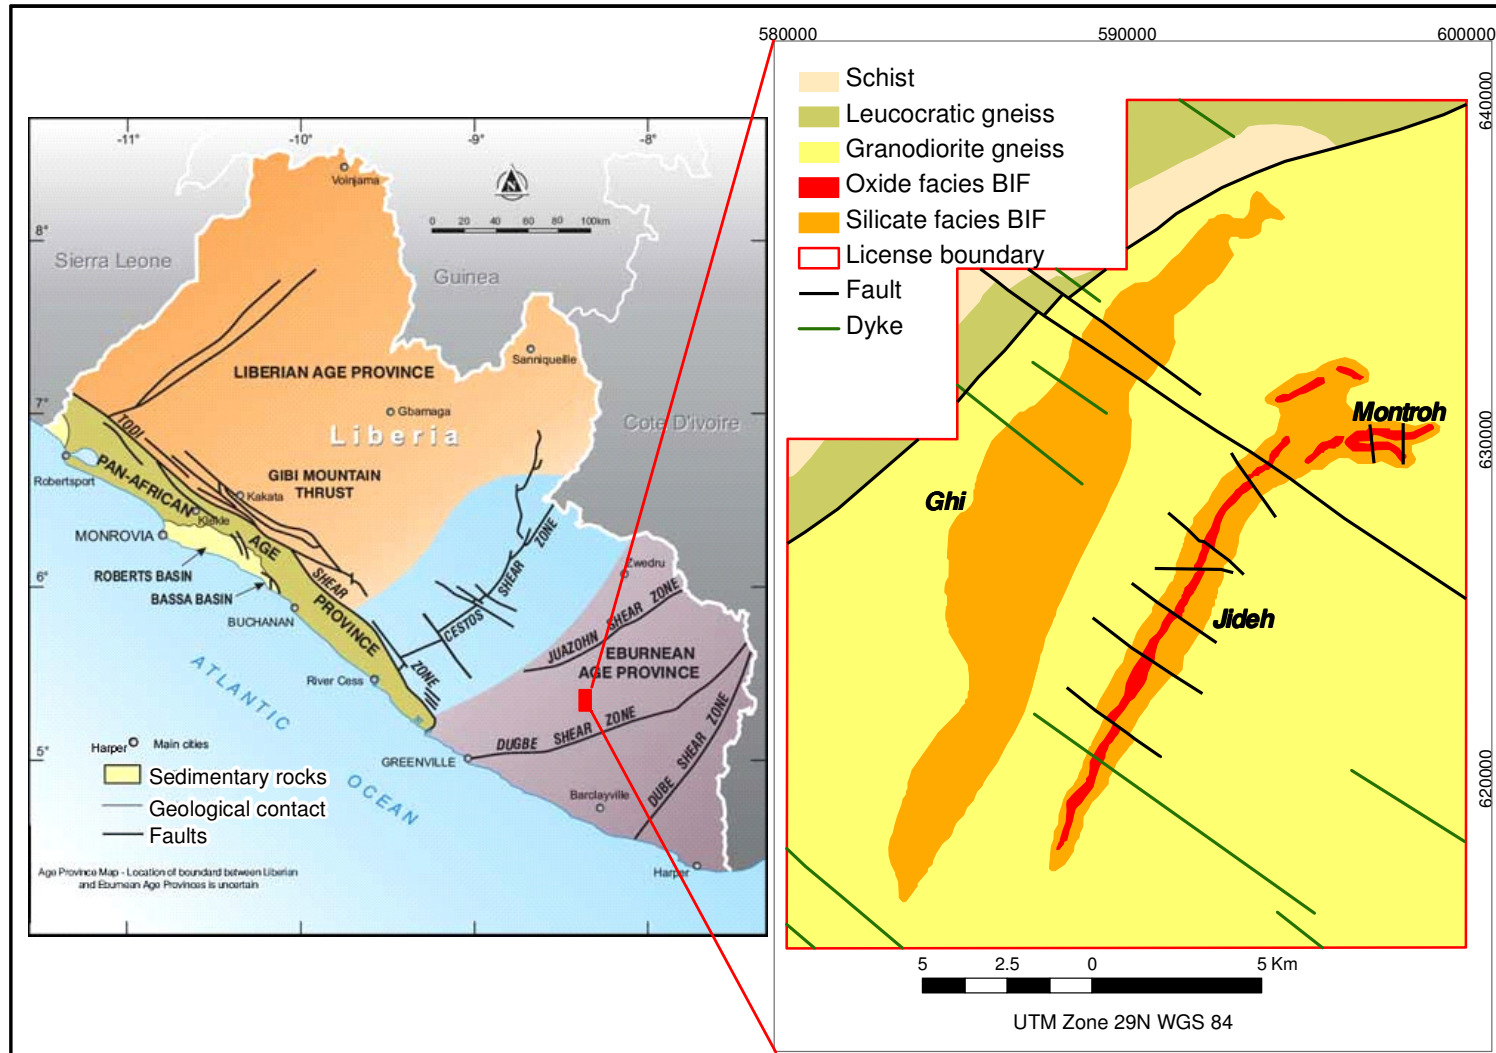 -11°
-10°
-9°
-8°
Voinjama
N
0 20 40 60 80 100km
8°
Sierra Leone
Guinea
Sanniqueille
LIBERIAN AGE PROVINCE
7°
Gbarnaga
Cote D'ivoire
Liberia
TODI
GIBI MOUNTAIN
THRUST
PAN-AFRICAN
Robertsport
Kakata
Klekle
MONROVIA
AGE
SHEAR
ZONE
Zwedru
ROBERTS BASIN
6°
BASSA BASIN
SHEAR
PROVINCE
CESTOS
JUAZOHN SHEAR ZONE
BUCHANAN
EBURNEAN
AGE PROVINCE
ATLANTIC
ZONE
River Cess
DUGBE SHEAR ZONE
DUBE SHEAR ZONE
Harper Main cities
5°
GREENVILLE
OCEAN
Sedimentary rocks
Barclayville
Geological contact
Faults
Harper
Age Province Map - Location of boundard between Liberian
and Eburnean Age Provinces is uncertain
580000
590000
600000
Schist
Leucocratic gneiss
Granodiorite gneiss
Oxide facies BIF
Silicate facies BIF
License boundary
Fault
Dyke
640000
630000
620000
Montroh
Ghi
Jideh
5 2.5 0 5 Km
UTM Zone 29N WGS 84